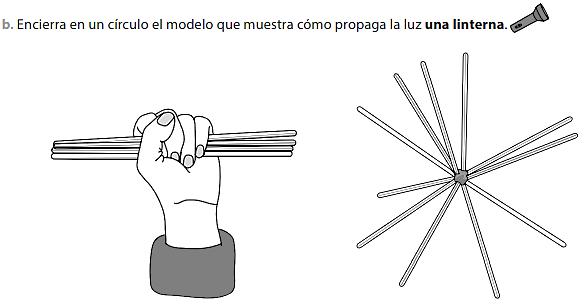 b. Encierra en un círculo el modelo que muestra cómo propaga la luz una linterna.